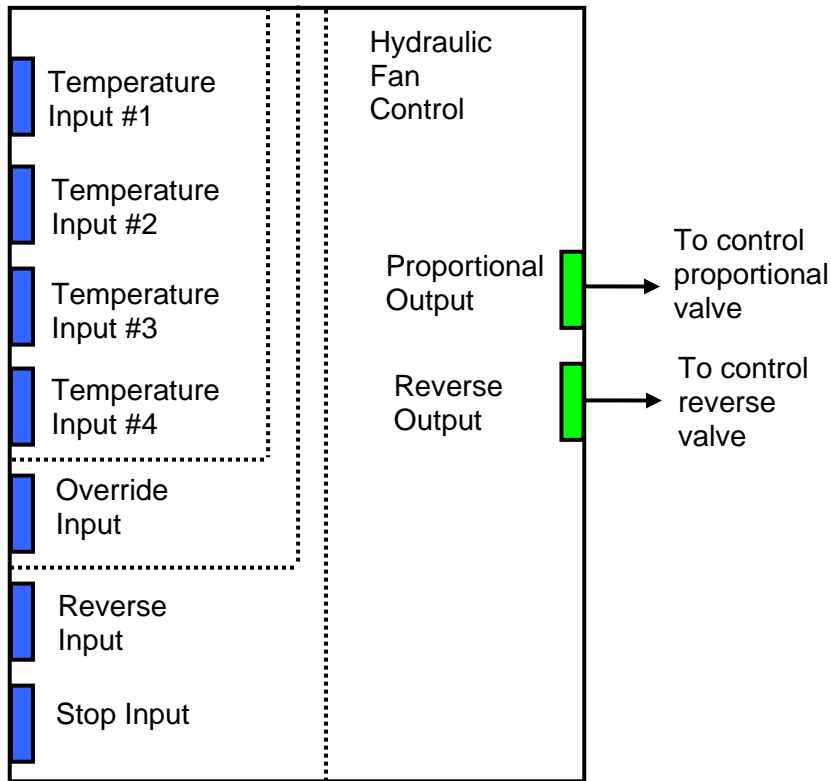 Temperature
Input #1
Temperature
Input #2
Temperature
Input #3
Temperature
Input #4
Override
Input
Reverse
Input
Stop Input
Hydraulic
Fan
Control
Proportional
Output
Reverse
Output
To control
proportional
valve
To control
reverse
valve